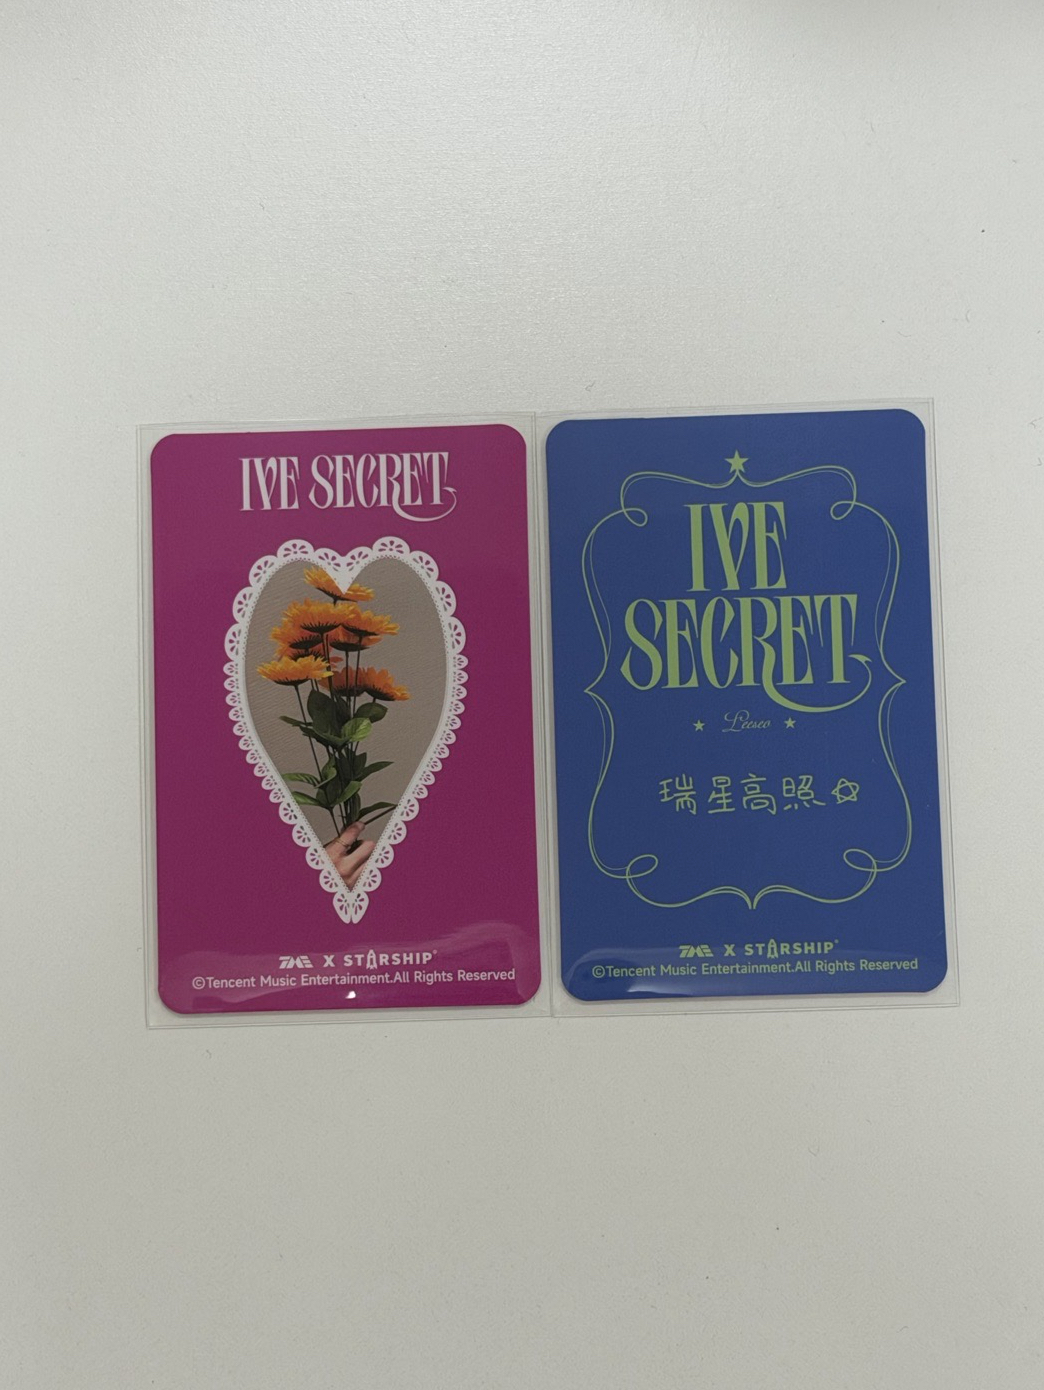 IVE SECRET
TME X STARSHIP
©Tencent Music Entertainment.All Rights Reserved
IVE
SECRET
★ Leeseo ★
瑞星高照☆
TME X STARSHIP
©Tencent Music Entertainment.All Rights Reserved